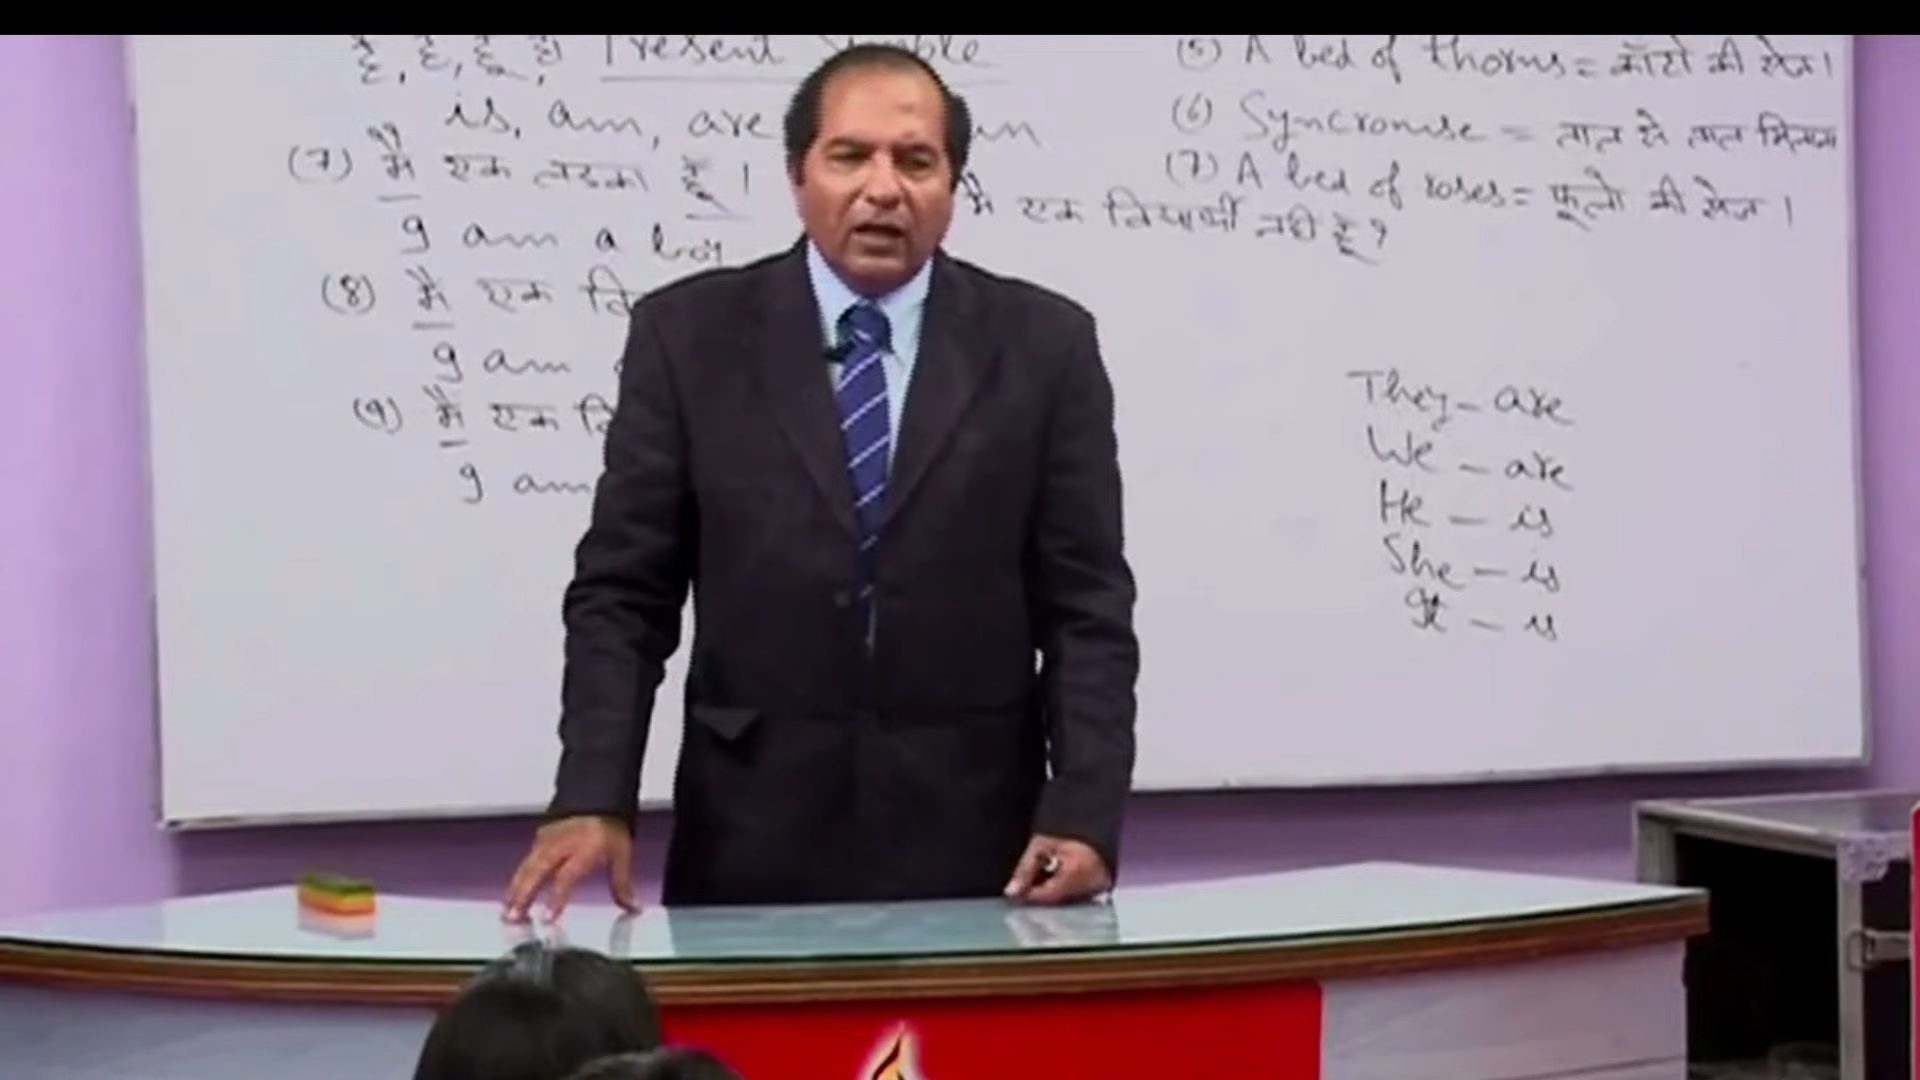 हैं, है, हूँ, हो Present Simple
is, am, are
(7) मैं एक लड़का हूँ।
I am a boy
(8) मैं एक
I am
(9) मैं एक
I am
(5) A bed of thorns = काँटो की सेज।
(6) Syncromise = ताल से ताल मिलाना
(7) A bed of roses = फूलो की सेज।
मैं एक विद्यार्थी नहीं हूँ?
They - are
We - are
He - is
She - is
It - is